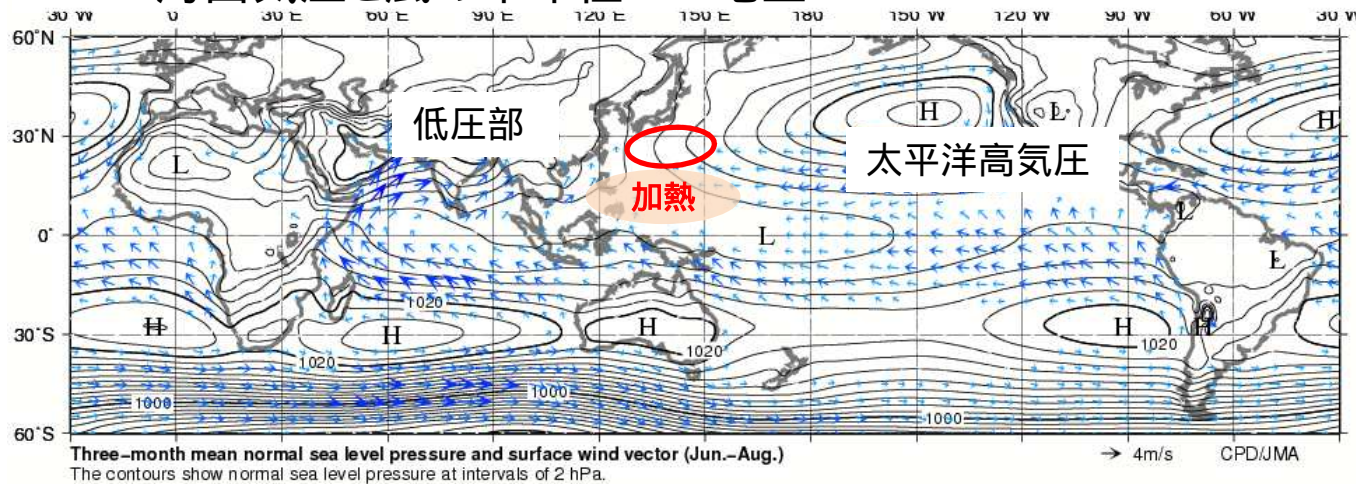 30˚W 0˚ 30˚E 60˚E 90˚E 120˚E 150˚E 180˚ 150˚W 120˚W 90˚W 60˚W 30˚W
60˚N
H
L
H
低圧部
30˚N
H
L
太平洋高気圧
加熱
L
0˚
L
L
1020
30˚S
H
H
H
H
H
1020
1020
1020
1000
1000
1000
60˚S
Three−month mean normal sea level pressure and surface wind vector (Jun.−Aug.)
4m/s
CPD/JMA
The contours show normal sea level pressure at intervals of 2 hPa.